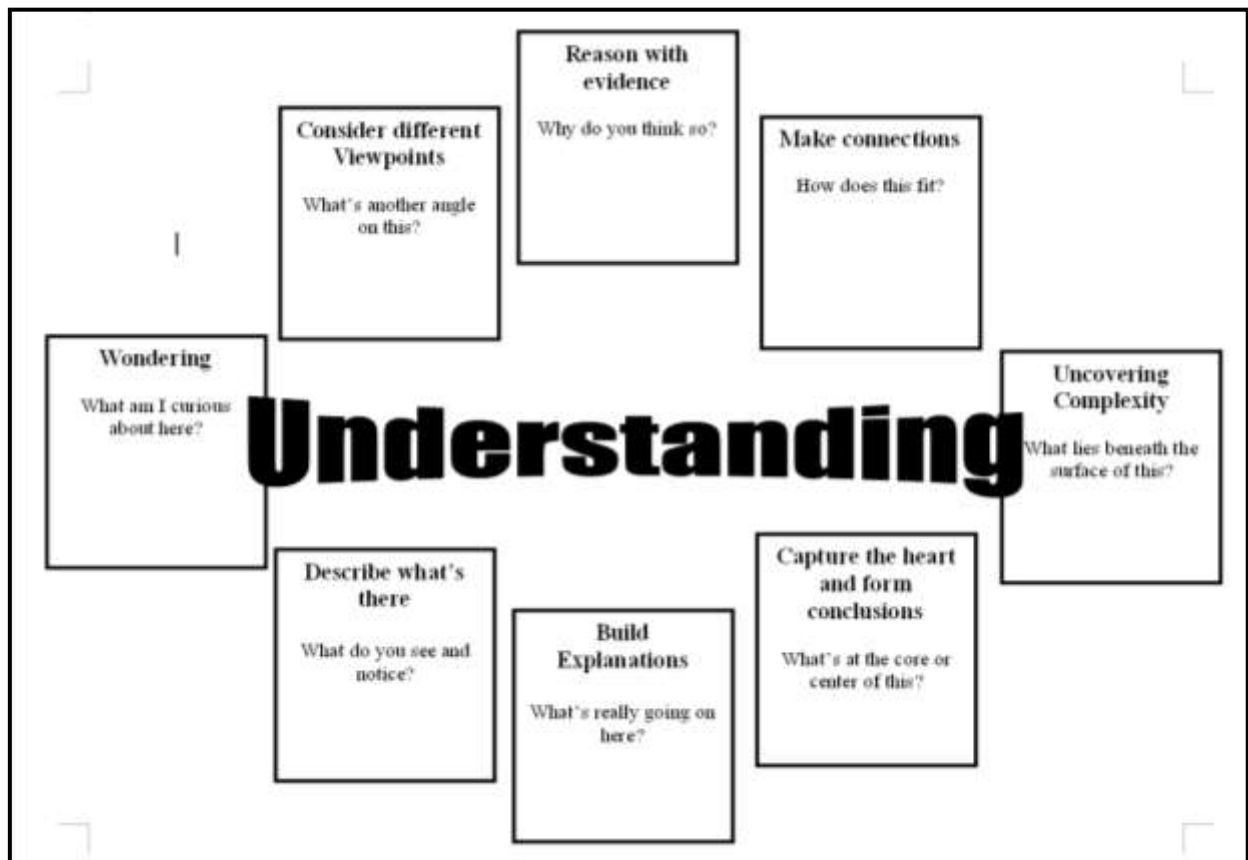 Reason with
evidence
Why do you think so?
Consider different
Viewpoints
What's another angle
on this?
Make connections
How does this fit?
Wondering
What am I curious
about here?
Understanding
Uncovering
Complexity
What lies beneath the
surface of this?
Describe what's
there
What do you see and
notice?
Build
Explanations
What's really going on
here?
Capture the heart
and form
conclusions
What's at the core or
center of this?